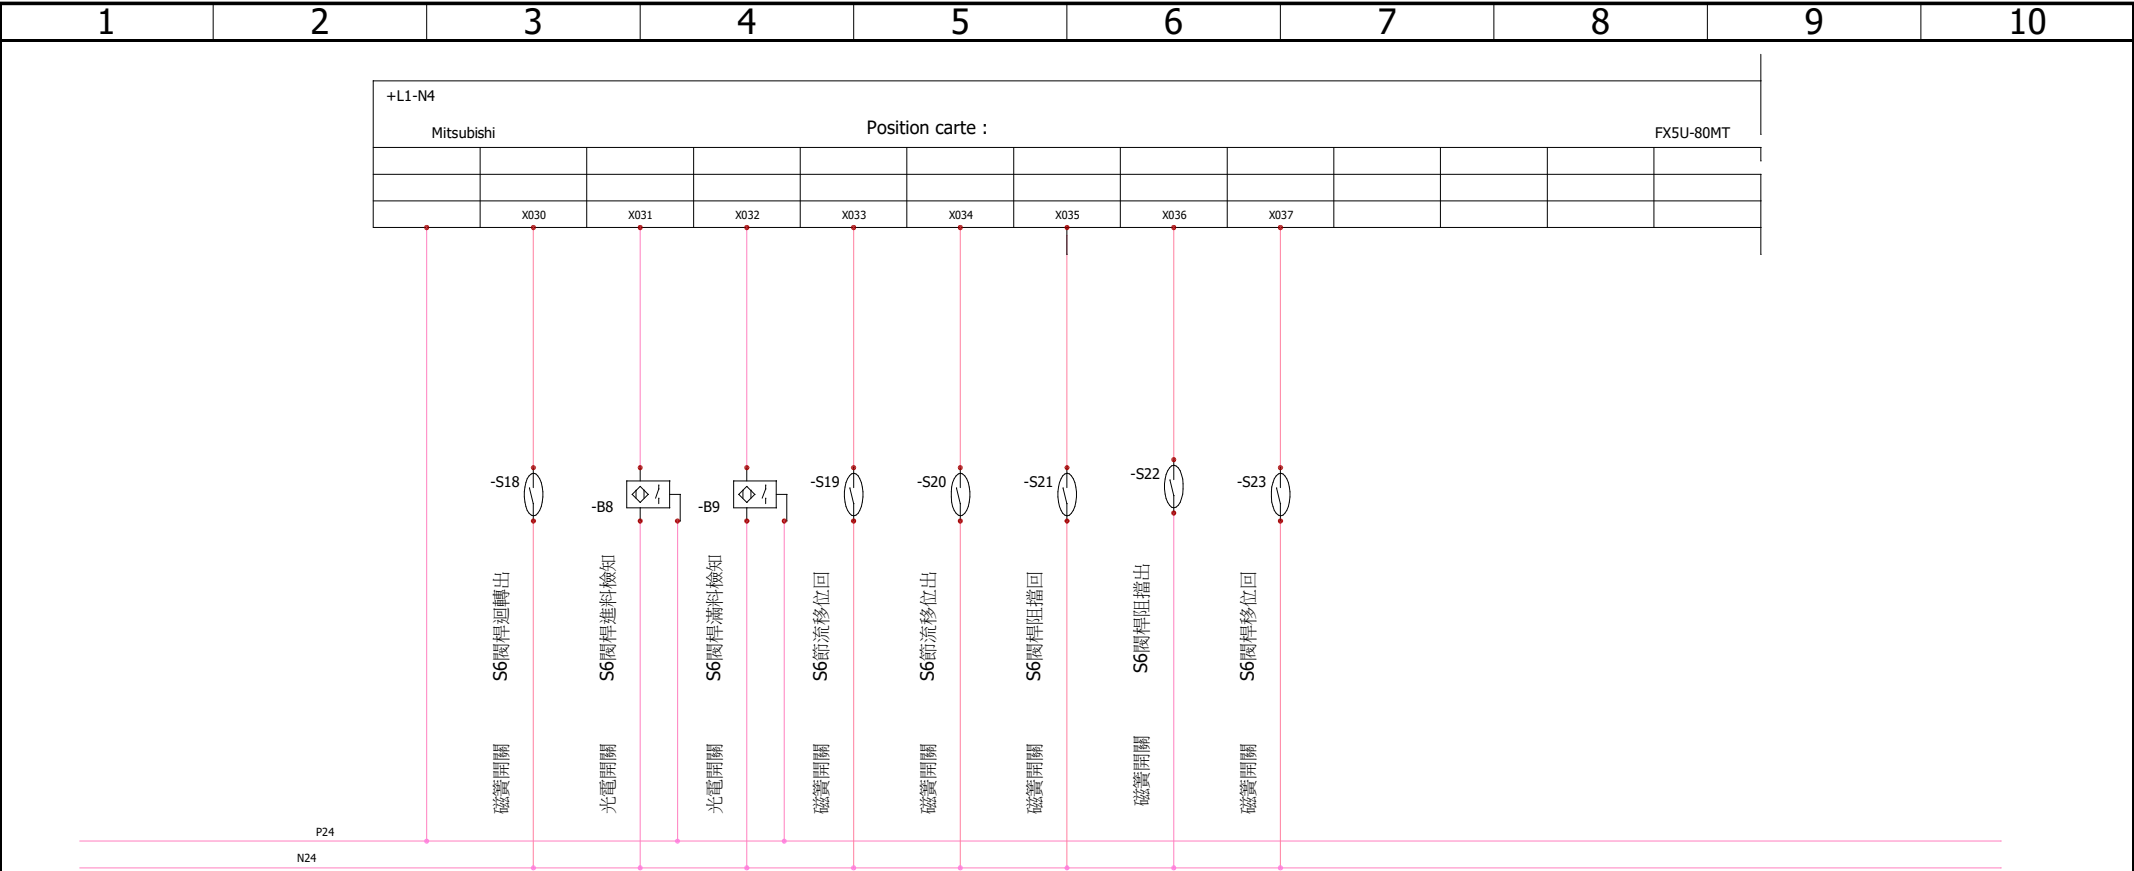 1 2 3 4 5 6 7 8 9 10
+L1-N4
Mitsubishi
Position carte :
FX5U-80MT
X030 X031 X032 X033 X034 X035 X036 X037
-S18
-B8
-B9
-S19
-S20
-S21
-S22
-S23
S6閥桿迴轉出
S6閥桿進料檢知
S6閥桿滿料檢知
S6節流移位回
S6節流移位出
S6閥桿阻擋回
S6閥桿阻擋出
S6閥桿移位回
磁簧開關
光電開關
光電開關
磁簧開關
磁簧開關
磁簧開關
磁簧開關
磁簧開關
P24
N24